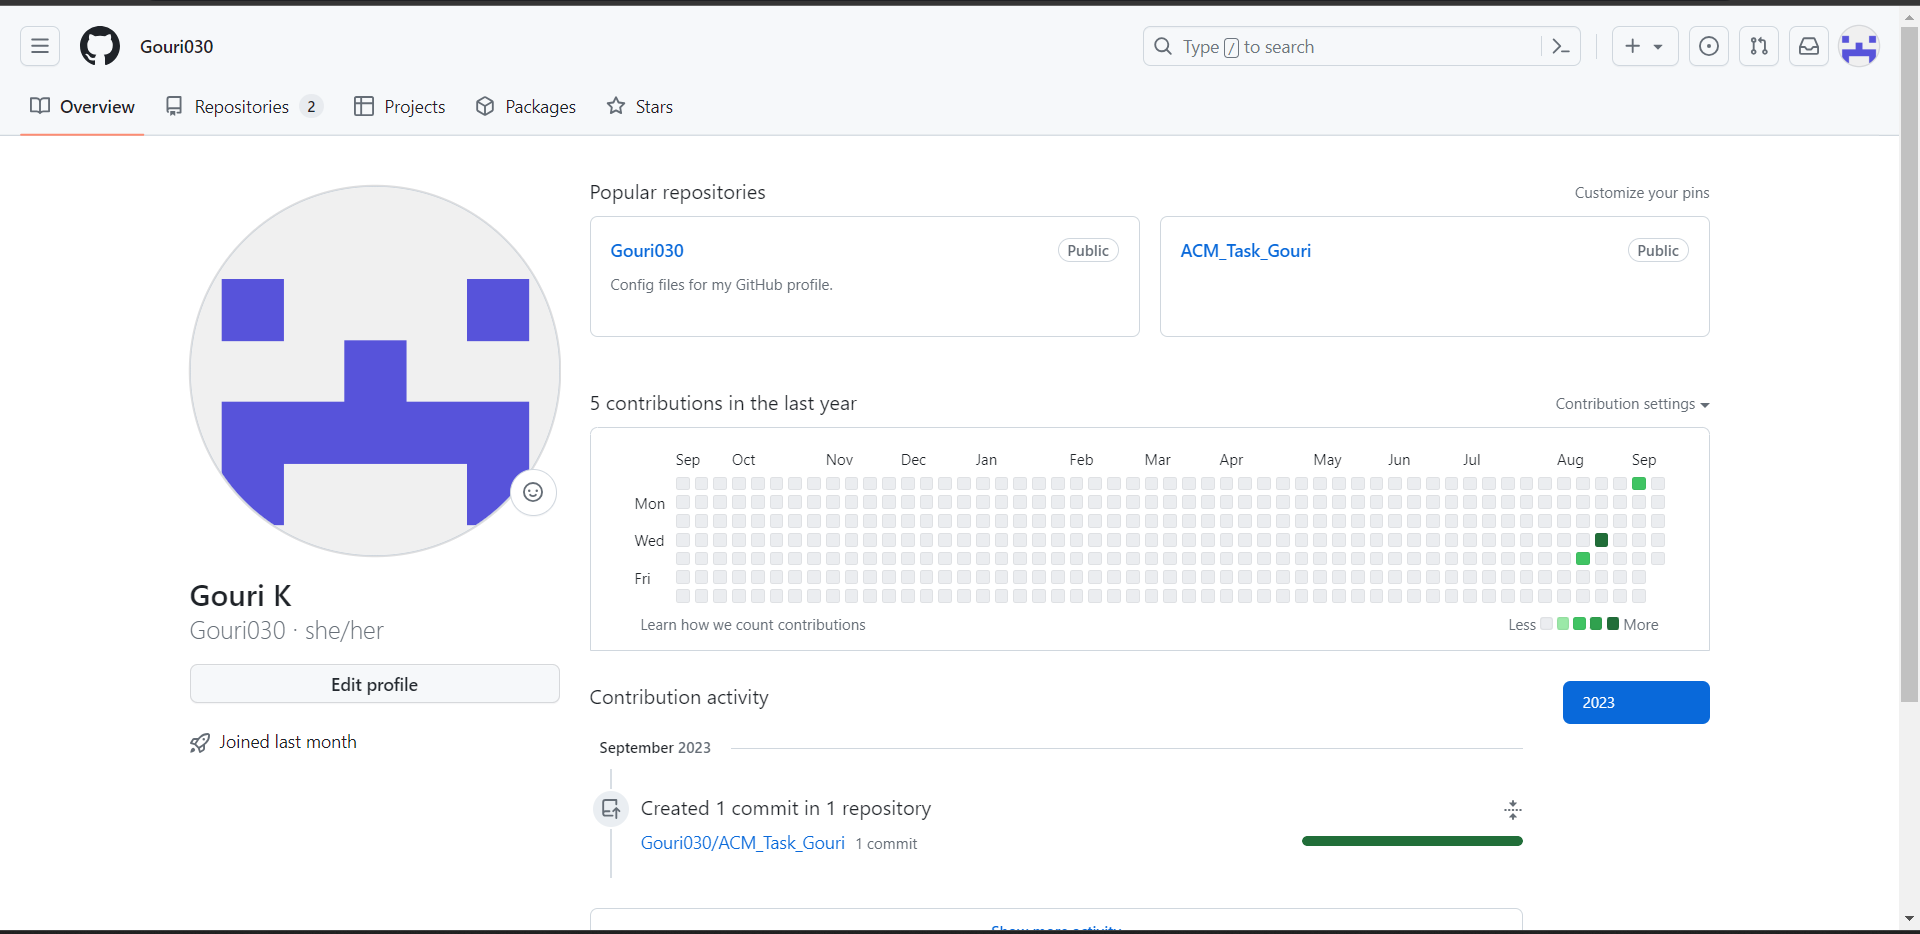 Gouri030
Type / to search
Overview
Repositories 2
Projects
Packages
Stars
Popular repositories
Customize your pins
Gouri030
Public
Config files for my GitHub profile.
ACM_Task_Gouri
Public
Gouri K
Gouri030 · she/her
Edit profile
Joined last month
5 contributions in the last year
Contribution settings
Sep Oct Nov Dec Jan Feb Mar Apr May Jun Jul Aug Sep
Mon
Wed
Fri
Learn how we count contributions
Less More
Contribution activity
2023
September 2023
Created 1 commit in 1 repository
Gouri030/ACM_Task_Gouri 1 commit
Show more activity